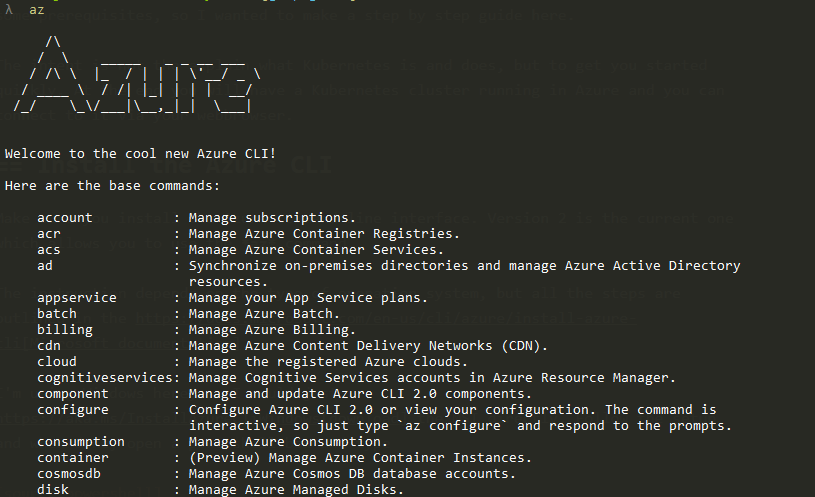 λ az
Azure
Welcome to the cool new Azure CLI!
Here are the base commands:
account : Manage subscriptions.
acr : Manage Azure Container Registries.
acs : Manage Azure Container Services.
ad : Synchronize on-premises directories and manage Azure Active Directory
resources.
appservice : Manage your App Service plans.
batch : Manage Azure Batch.
billing : Manage Azure Billing.
cdn : Manage Azure Content Delivery Networks (CDN).
cloud : Manage the registered Azure clouds.
cognitiveservices: Manage Cognitive Services accounts in Azure Resource Manager.
component : Manage and update Azure CLI 2.0 components.
configure : Configure Azure CLI 2.0 or view your configuration. The command is
interactive, so just type `az configure` and respond to the prompts.
consumption : Manage Azure Consumption.
container : (Preview) Manage Azure Container Instances.
cosmosdb : Manage Azure Cosmos DB database accounts.
disk : Manage Azure Managed Disks.